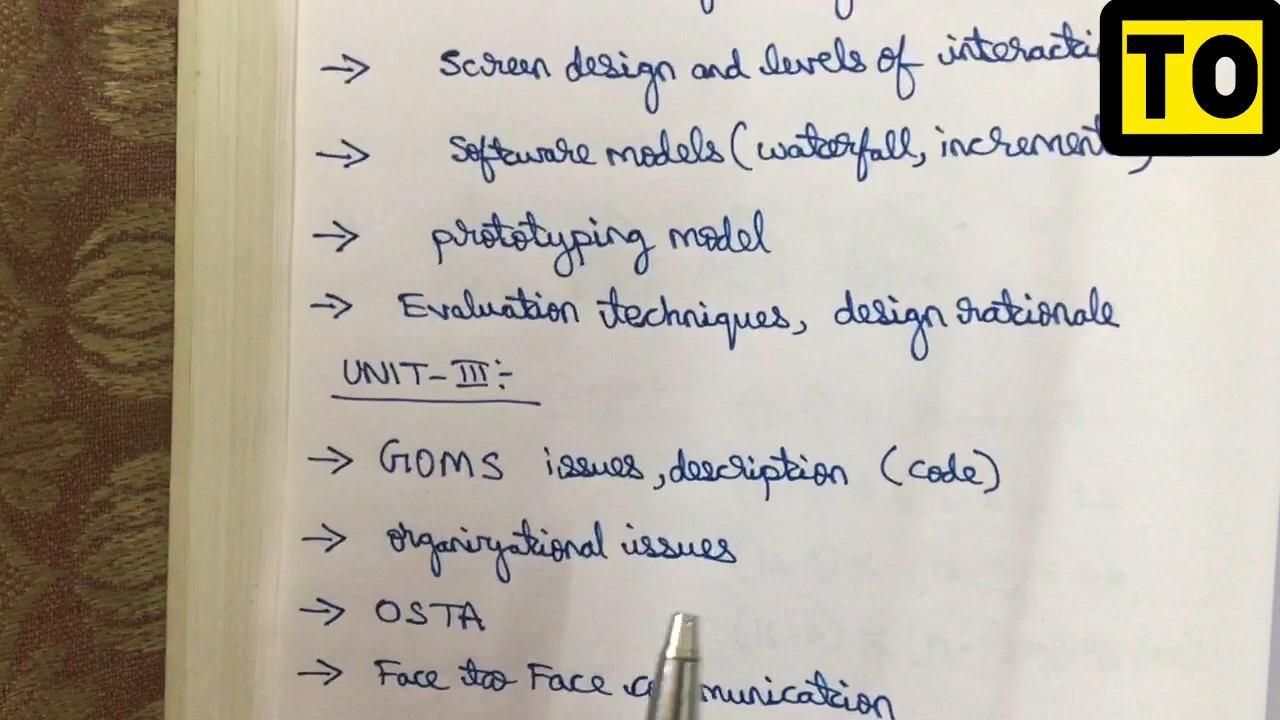 TO
→ Screen design and levels of interacti
→ Software models (waterfall, increment
→ prototyping model
→ Evaluation techniques, design rationale
UNIT-III:-
→ GOMS issues, description (code)
→ organizational issues
→ OSTA
→ Face to Face communication